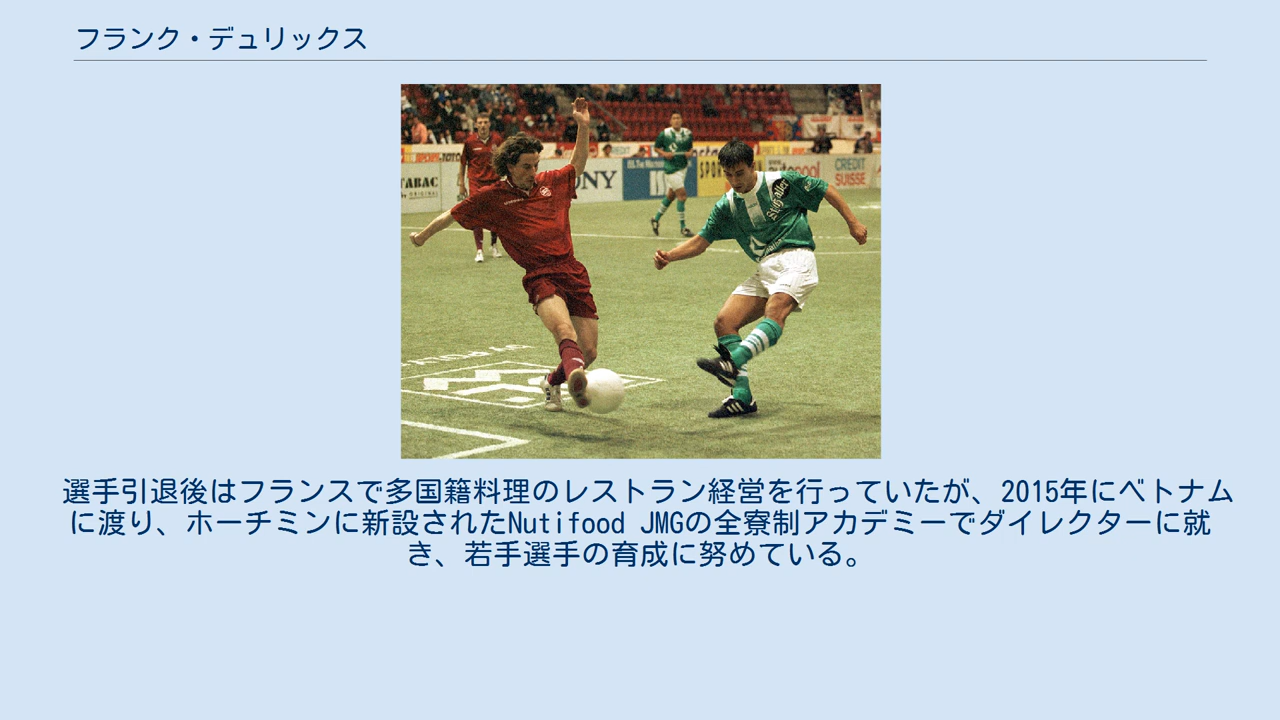 フランク・デュリックス
TABAC
ONY
CREDIT
SUISSE
選手引退後はフランスで多国籍料理のレストラン経営を行っていたが、2015年にベトナム
に渡り、ホーチミンに新設されたNutifood JMGの全寮制アカデミーでダイレクターに就
き、若手選手の育成に努めている。